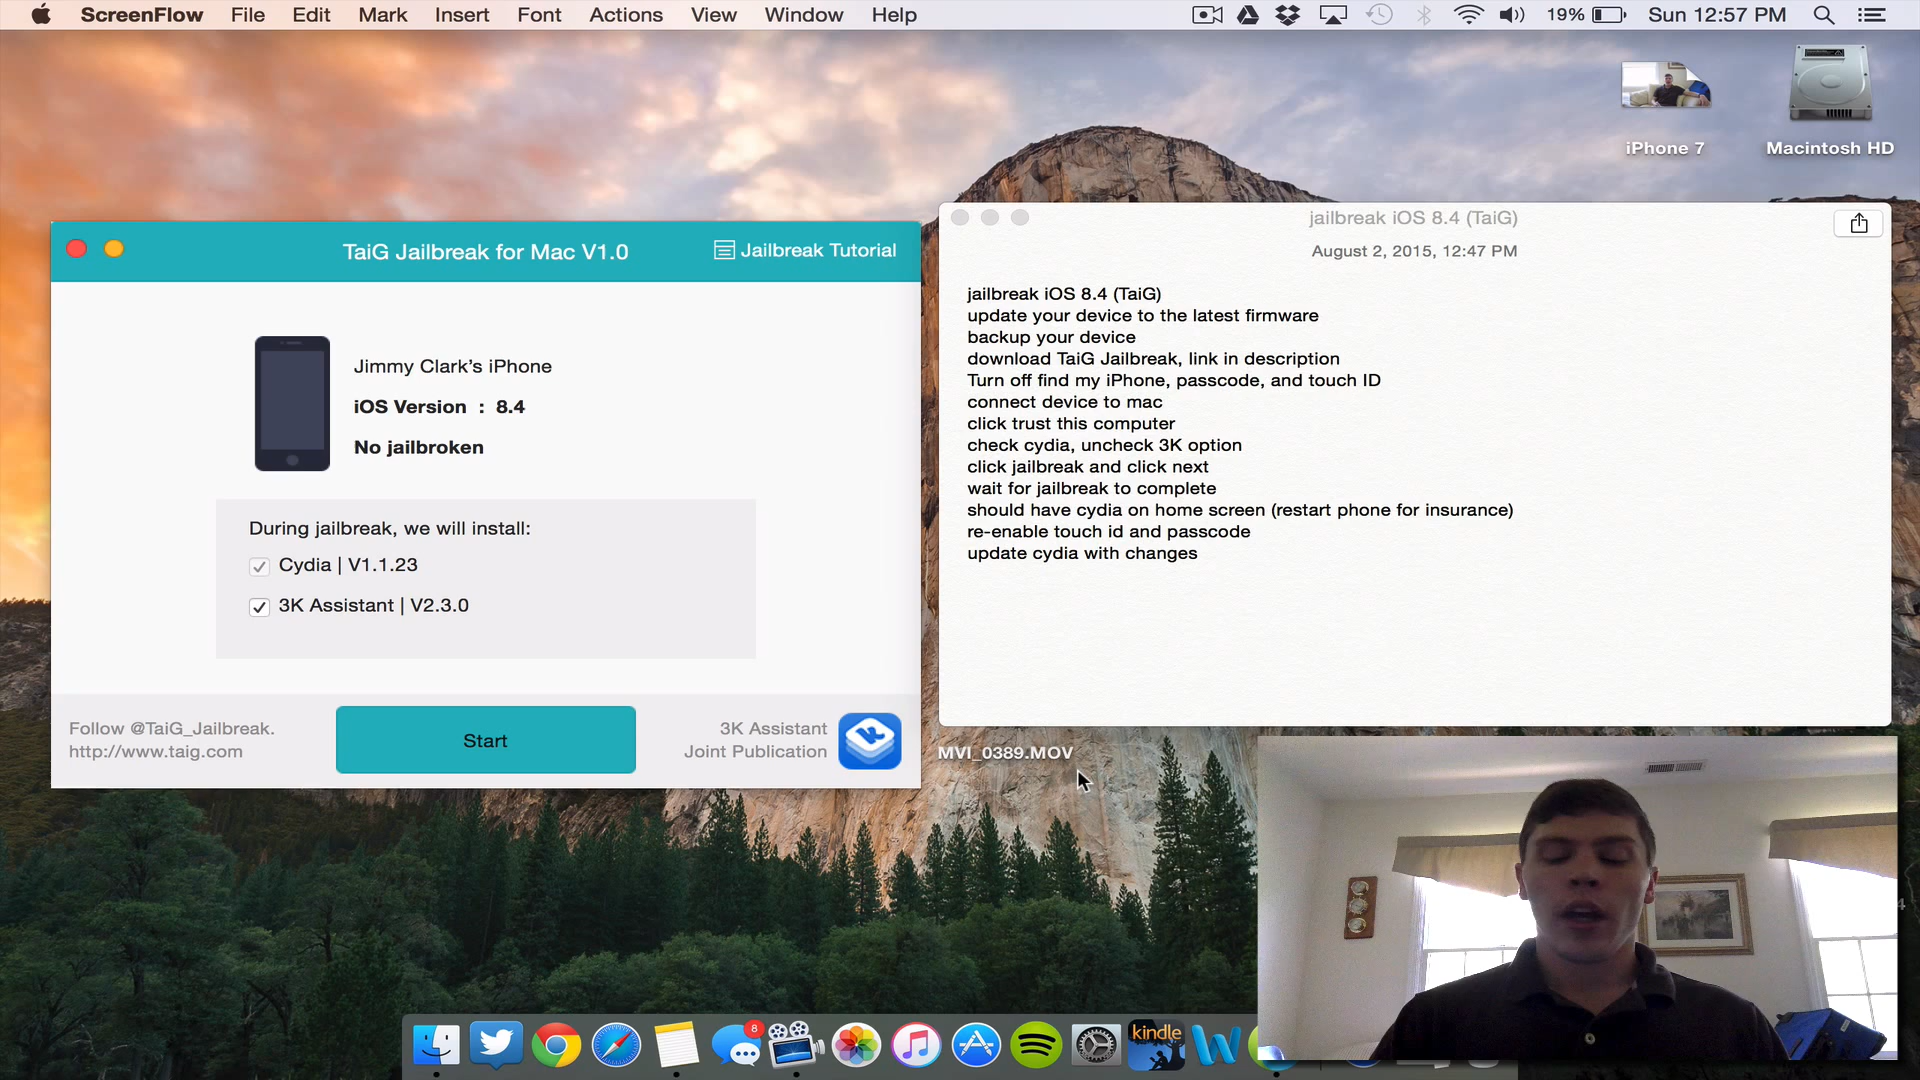 ScreenFlow File Edit Mark Insert Font Actions View Window Help 19% Sun 12:57 PM
iPhone 7
Macintosh HD
TaiG Jailbreak for Mac V1.0
Jailbreak Tutorial
Jimmy Clark's iPhone
iOS Version : 8.4
No jailbroken
During jailbreak, we will install:
Cydia | V1.1.23
3K Assistant | V2.3.0
Follow @TaiG_Jailbreak.
http://www.taig.com
Start
3K Assistant
Joint Publication
jailbreak iOS 8.4 (TaiG)
August 2, 2015, 12:47 PM
jailbreak iOS 8.4 (TaiG)
update your device to the latest firmware
backup your device
download TaiG Jailbreak, link in description
Turn off find my iPhone, passcode, and touch ID
connect device to mac
click trust this computer
check cydia, uncheck 3K option
click jailbreak and click next
wait for jailbreak to complete
should have cydia on home screen (restart phone for insurance)
re-enable touch id and passcode
update cydia with changes
MVI_0389.MOV
8
kindle